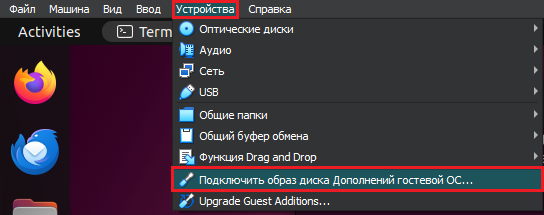 Файл Машина Вид Ввод Устройства Справка
Activities Term
Оптические диски
Аудио
Сеть
USB
Общие папки
Общий буфер обмена
Функция Drag and Drop
Подключить образ диска Дополнений гостевой ОС...
Upgrade Guest Additions...